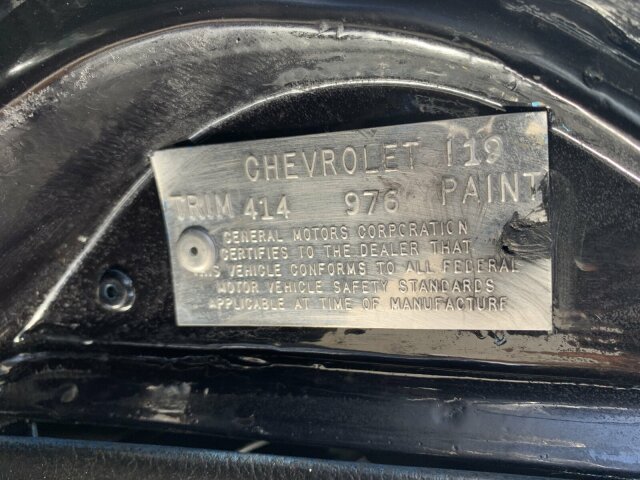 CHEVROLET 119
TRIM 414 976 PAINT
GENERAL MOTORS CORPORATION
CERTIFIES TO THE DEALER THAT
THIS VEHICLE CONFORMS TO ALL FEDERAL
MOTOR VEHICLE SAFETY STANDARDS
APPLICABLE AT TIME OF MANUFACTURE